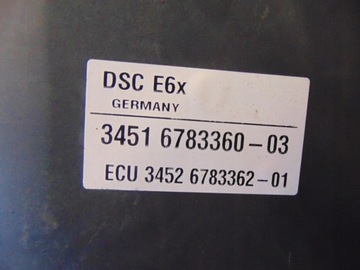 DSC E6x
GERMANY
3451 6783360-03
ECU 3452 6783362-01